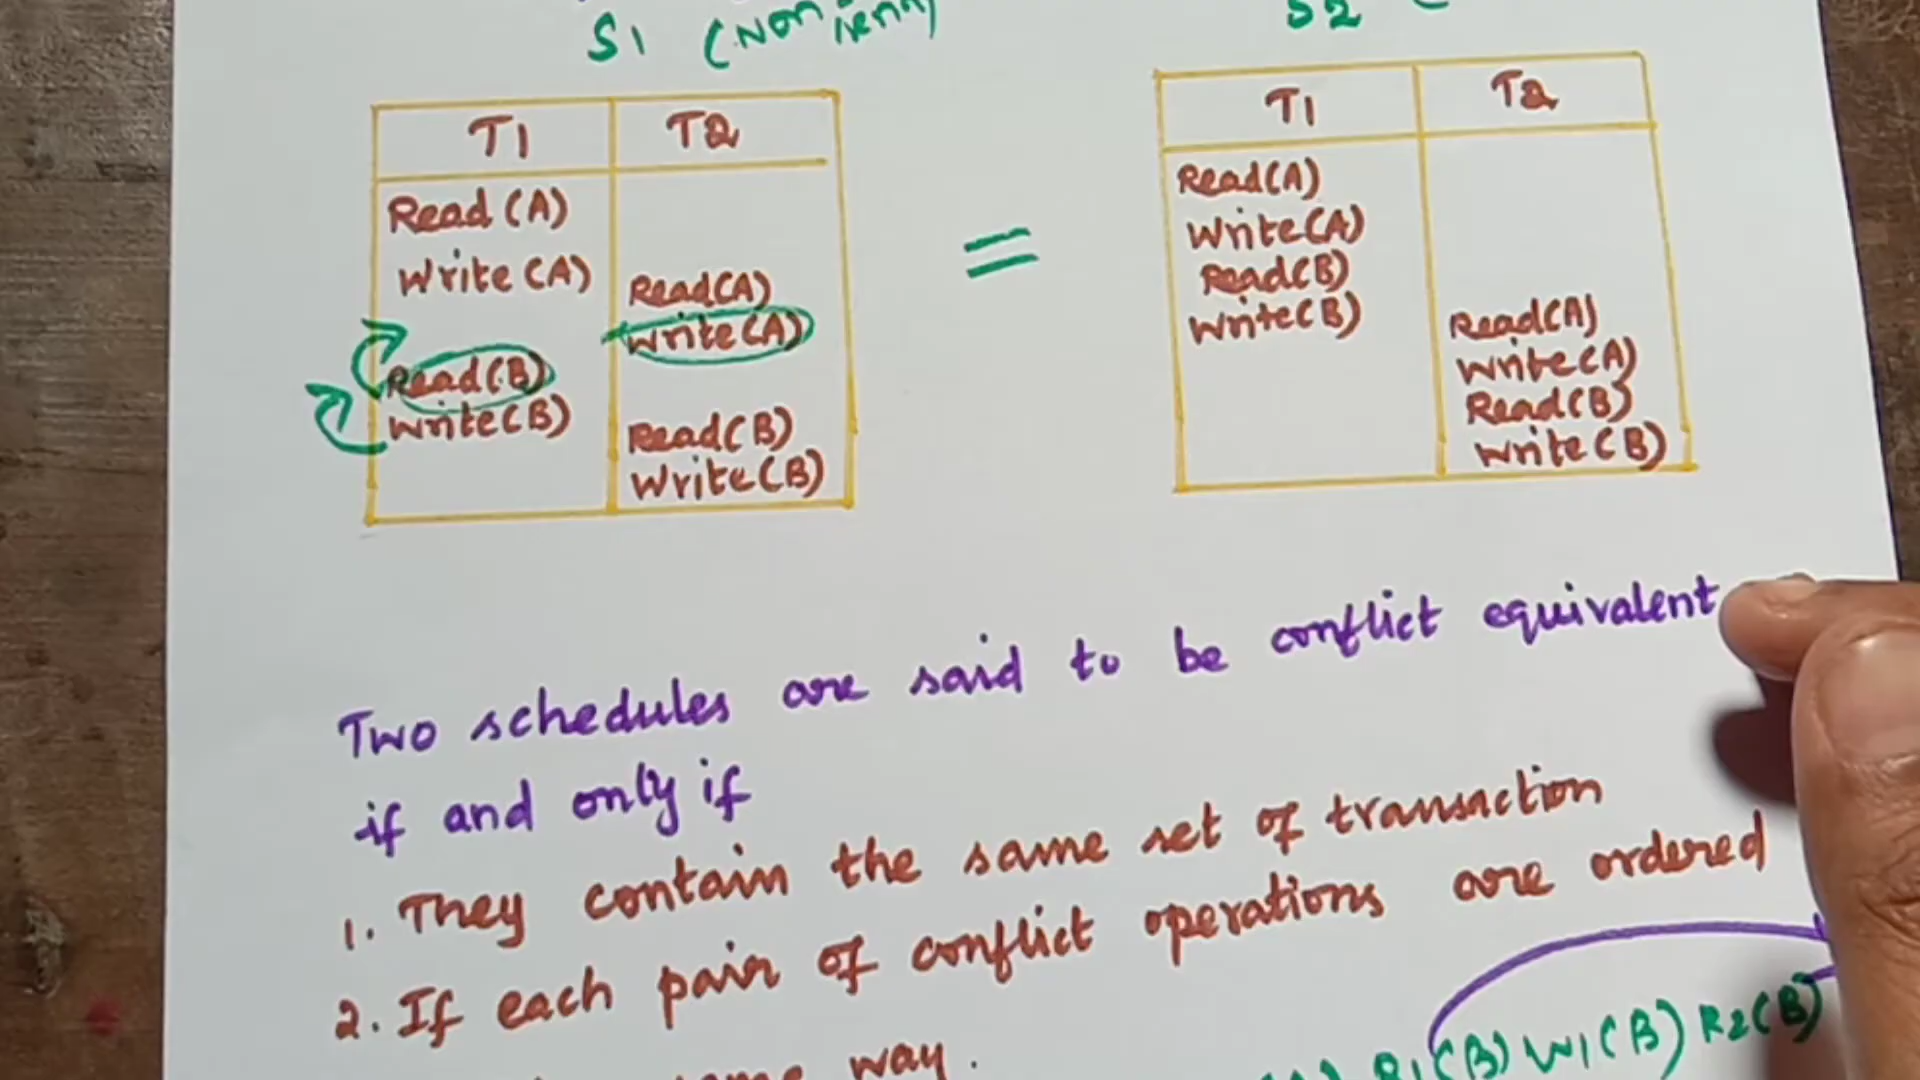 S1 (Non
S2 (
T1 T2
Read (A)
Write (A)
Read(A)
Write(A)
Read(B)
Write(B)
Read(B)
Write(B)
=
T1 T2
Read(A)
Write(A)
Read(B)
Write(B)
Read(A)
Write(A)
Read(B)
Write(B)
Two schedules are said to be conflict equivalent
if and only if
1. They contain the same set of transaction
2. If each pair of conflict operations are ordered
way.
R1(B) W1(B) R2(B)